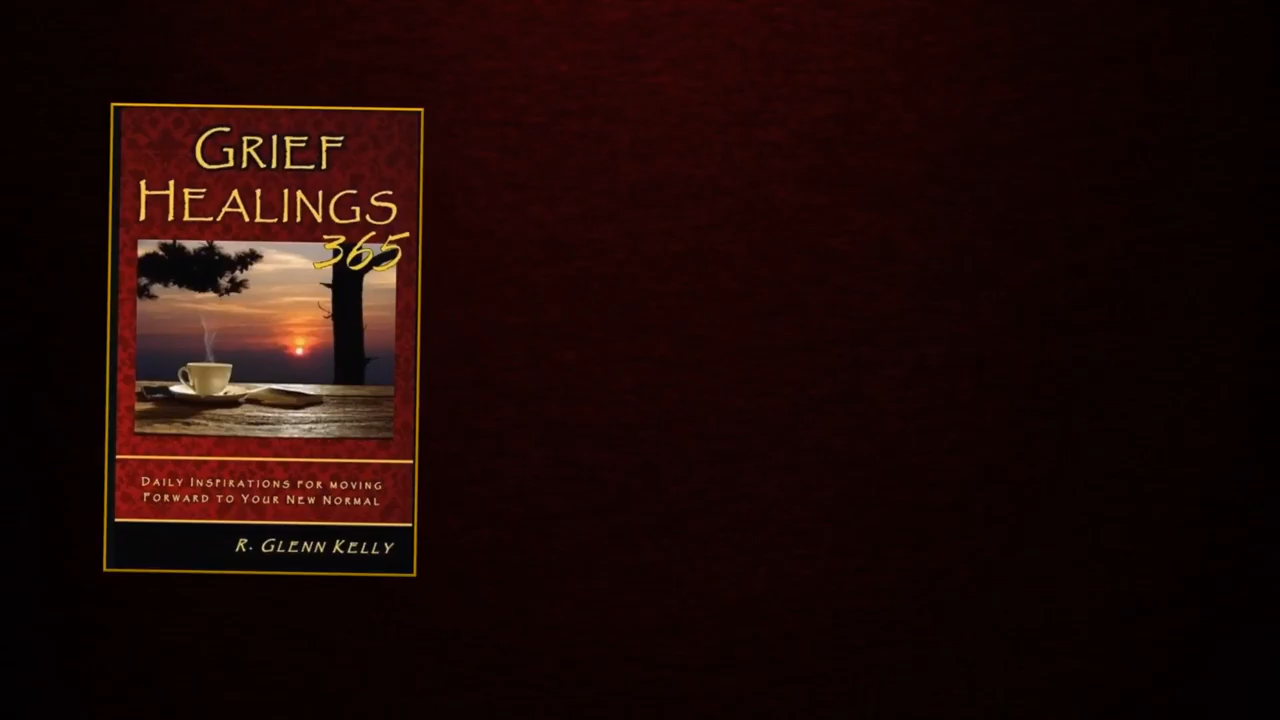 GRIEF
HEALINGS
365
DAILY INSPIRATIONS FOR MOVING
FORWARD TO YOUR NEW NORMAL
R. GLENN KELLY